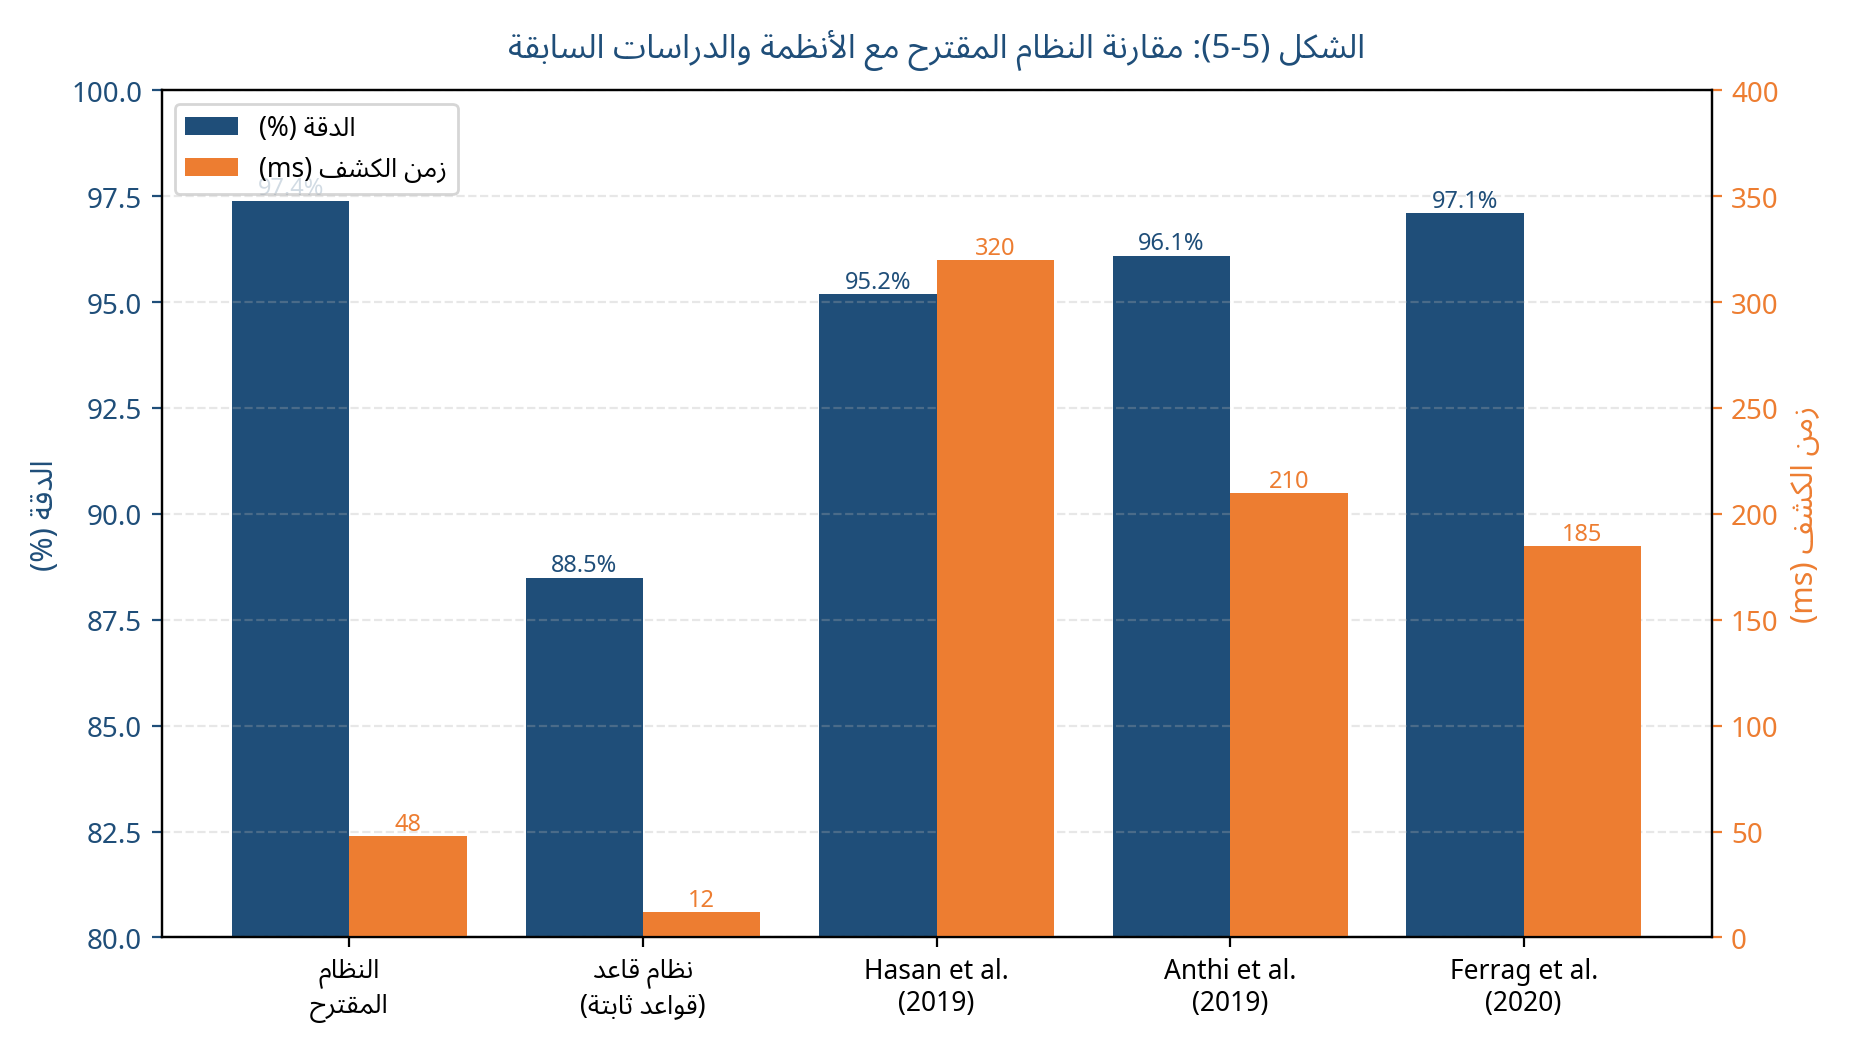 الشكل (5-5): مقارنة النظام المقترح مع الأنظمة والدراسات السابقة
الدقة (%)
زمن الكشف (ms)
100.0
97.5
95.0
92.5
90.0
87.5
85.0
82.5
80.0
الدقة (%)
97.4%
88.5%
95.2%
96.1%
97.1%
48
12
320
210
185
400
350
300
250
200
150
100
50
0
زمن الكشف (ms)
النظام
المقترح
نظام قاعد
(قواعد ثابتة)
Hasan et al.
(2019)
Anthi et al.
(2019)
Ferrag et al.
(2020)